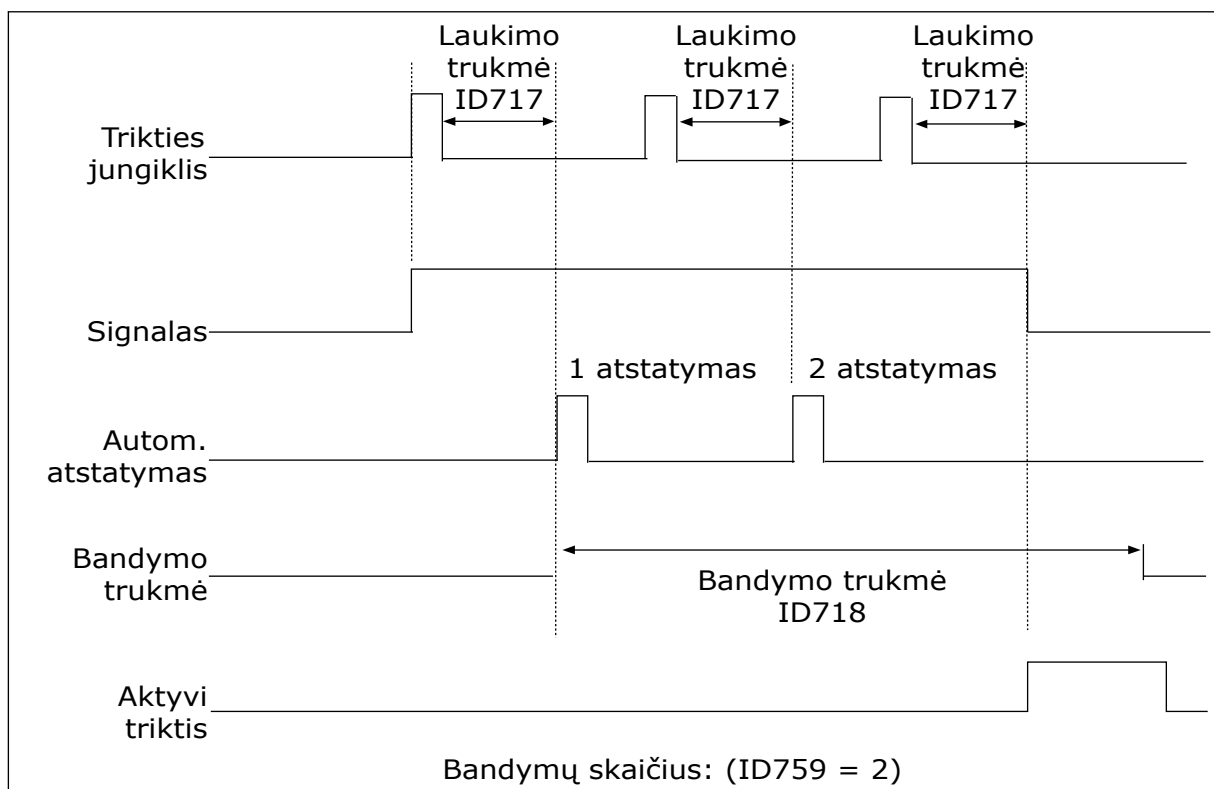 Laukimo
trukmė
ID717
Laukimo
trukmė
ID717
Laukimo
trukmė
ID717
Trikties
jungiklis
Signalas
1 atstatymas
2 atstatymas
Autom.
atstatymas
Bandymo
trukmė
Bandymo trukmė
ID718
Aktyvi
triktis
Bandymų skaičius: (ID759 = 2)